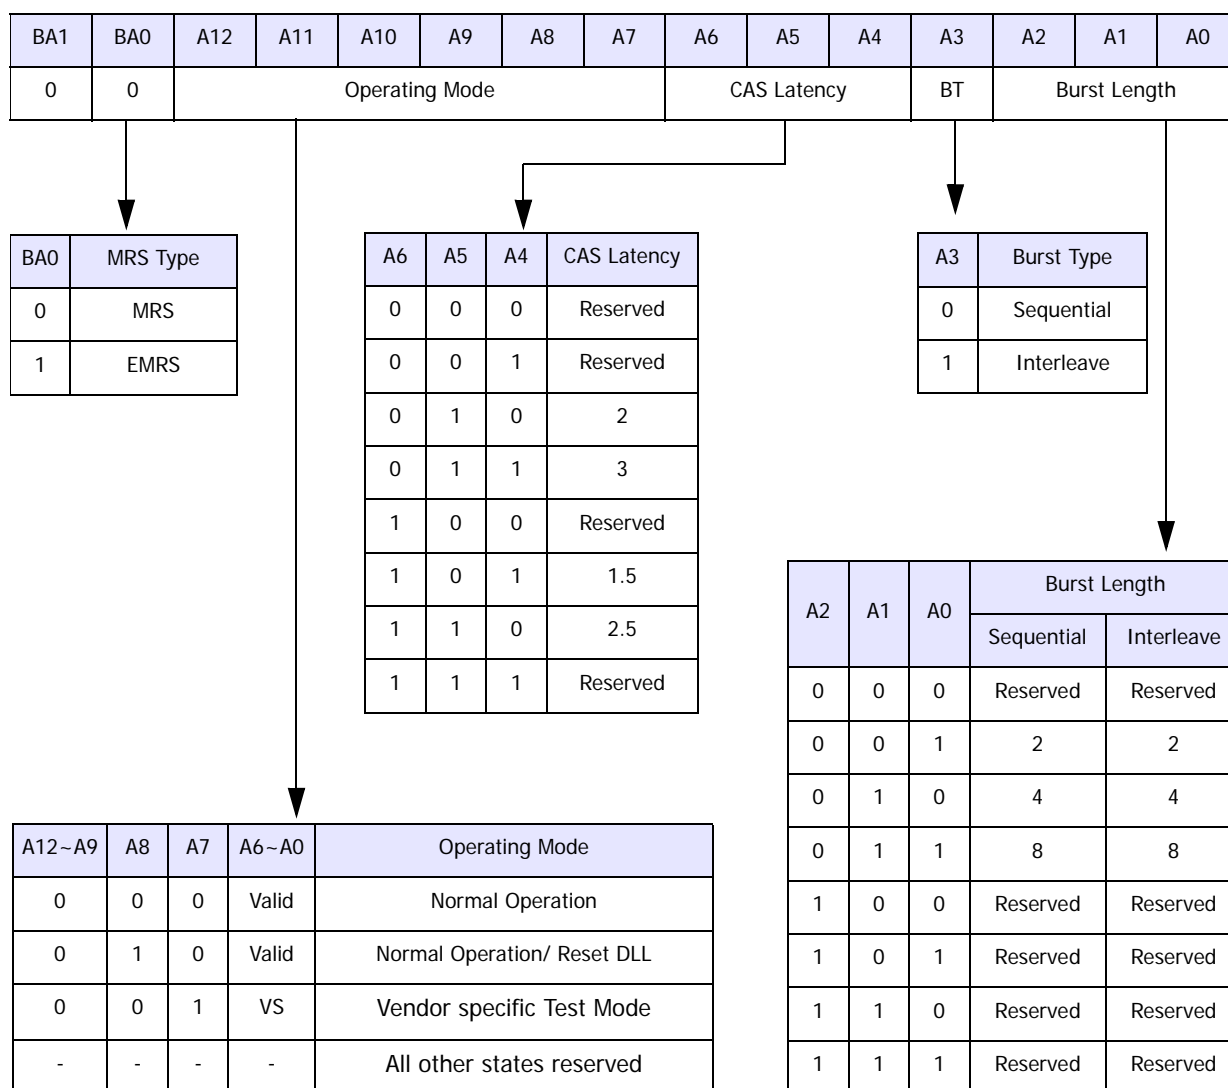 BA1 BA0 A12 A11 A10 A9 A8 A7 A6 A5 A4 A3 A2 A1 A0
0 0 Operating Mode CAS Latency BT Burst Length
BA0 MRS Type
0 MRS
1 EMRS
A6 A5 A4 CAS Latency
0 0 0 Reserved
0 0 1 Reserved
0 1 0 2
0 1 1 3
1 0 0 Reserved
1 0 1 1.5
1 1 0 2.5
1 1 1 Reserved
A3 Burst Type
0 Sequential
1 Interleave
A2 A1 A0 Burst Length
Sequential Interleave
0 0 0 Reserved Reserved
0 0 1 2 2
0 1 0 4 4
0 1 1 8 8
1 0 0 Reserved Reserved
1 0 1 Reserved Reserved
1 1 0 Reserved Reserved
1 1 1 Reserved Reserved
A12~A9 A8 A7 A6~A0 Operating Mode
0 0 0 Valid Normal Operation
0 1 0 Valid Normal Operation/ Reset DLL
0 0 1 VS Vendor specific Test Mode
- - - - All other states reserved